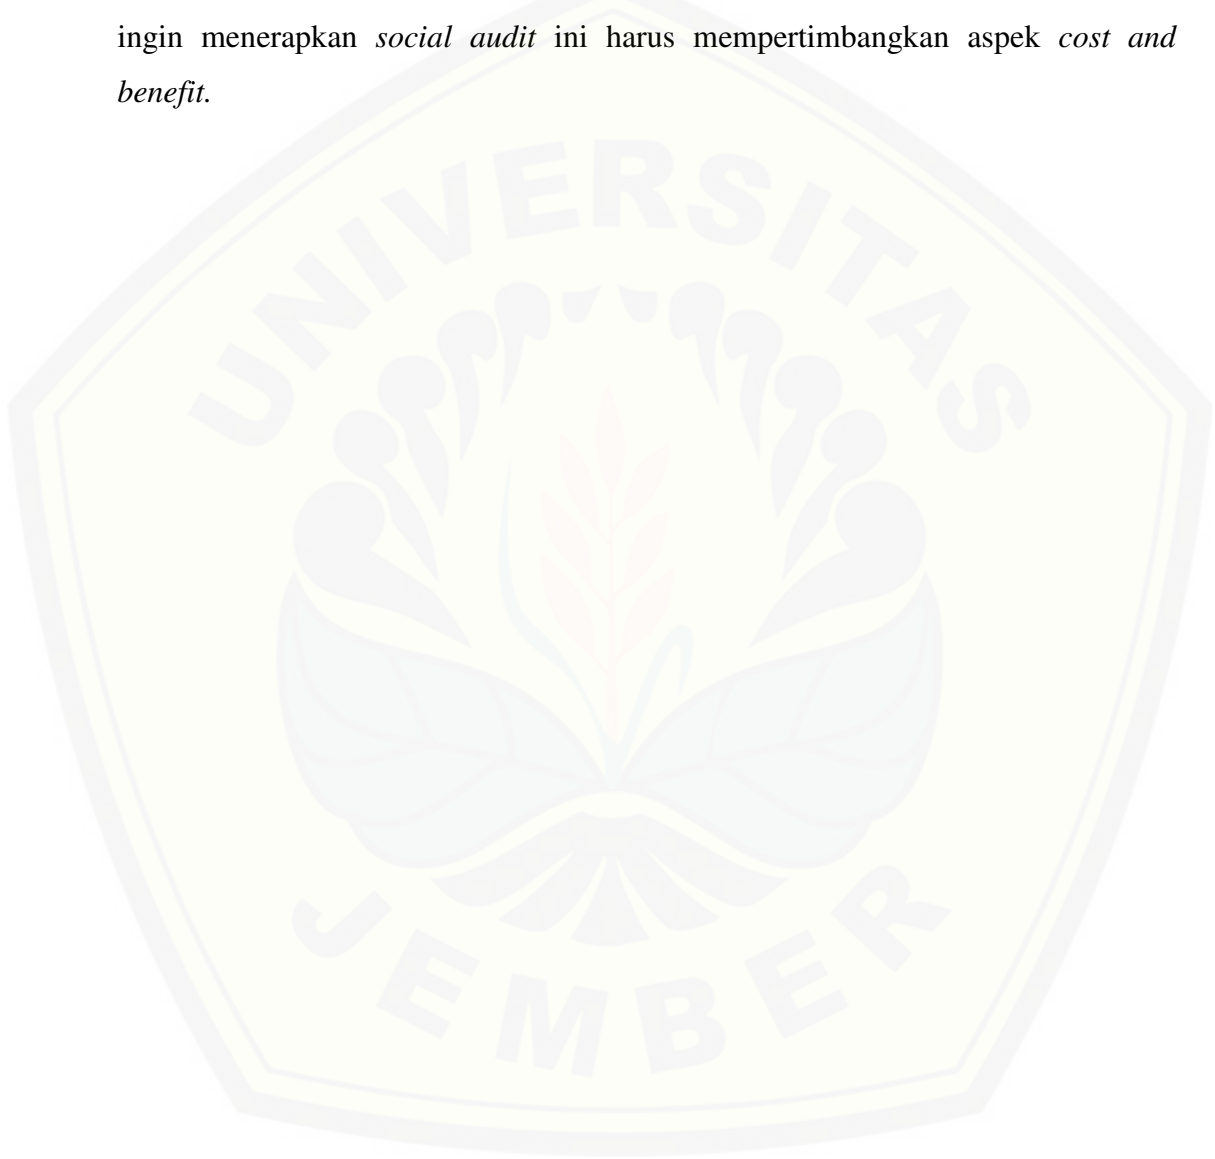 ingin menerapkan social audit ini harus mempertimbangkan aspek cost and
benefit.
UNIVERSITAS
JEMBER